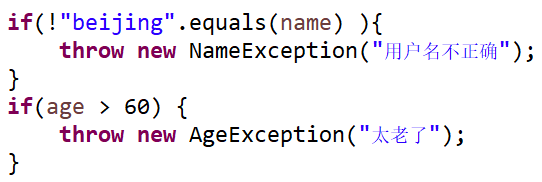 if(!"beijing".equals(name) ){
    throw new NameException("用户名不正确");
}
if(age > 60) {
    throw new AgeException("太老了");
}